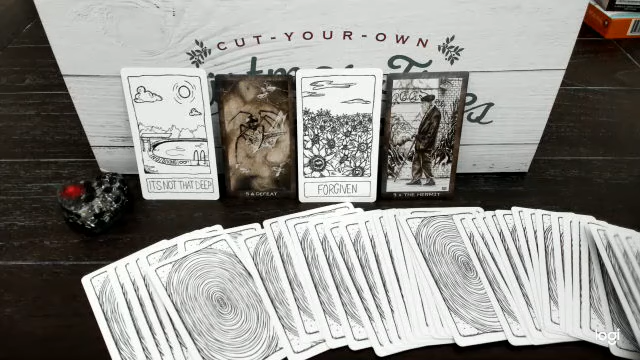 CUT-YOUR-OWN
IT'S NOT THAT DEEP
5 & DEFEAT
FORGIVEN
9 & THE HERMIT
logi